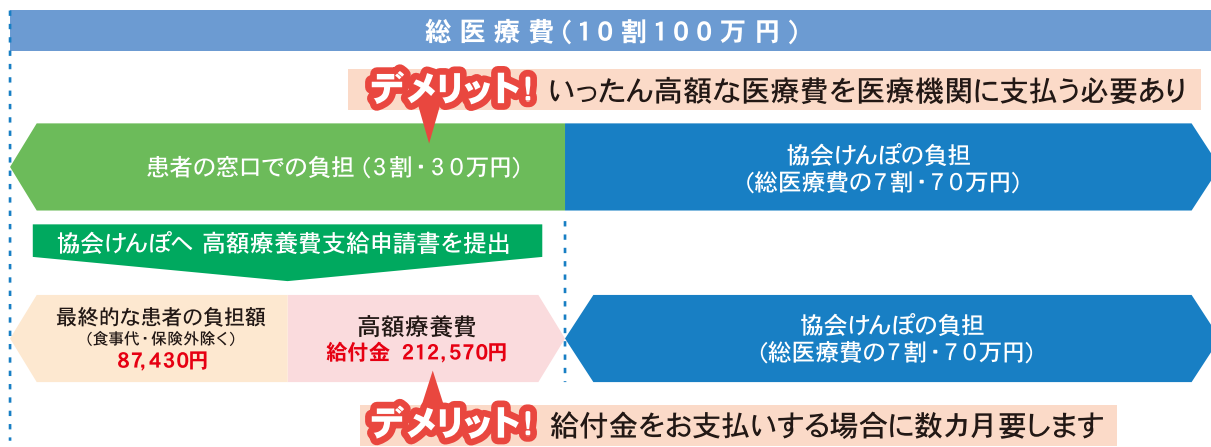 総医療費(10割100万円)
デメリット! いったん高額な医療費を医療機関に支払う必要あり
患者の窓口での負担(3割・30万円)
協会けんぽの負担
(総医療費の7割・70万円)
協会けんぽへ 高額療養費支給申請書を提出
最終的な患者の負担額
(食事代・保険外除く)
87,430円
高額療養費
給付金 212,570円
協会けんぽの負担
(総医療費の7割・70万円)
デメリット! 給付金をお支払いする場合に数カ月要します